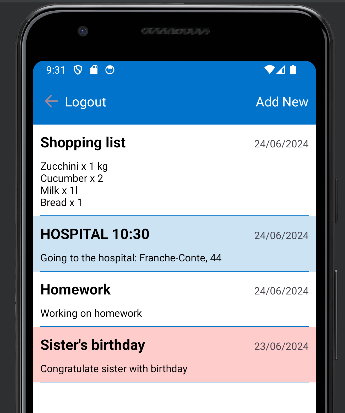 9:31
Logout Add New
Shopping list 24/06/2024
Zucchini x 1 kg
Cucumber x 2
Milk x 1l
Bread x 1
HOSPITAL 10:30 24/06/2024
Going to the hospital: Franche-Conte, 44
Homework 24/06/2024
Working on homework
Sister's birthday 23/06/2024
Congratulate sister with birthday